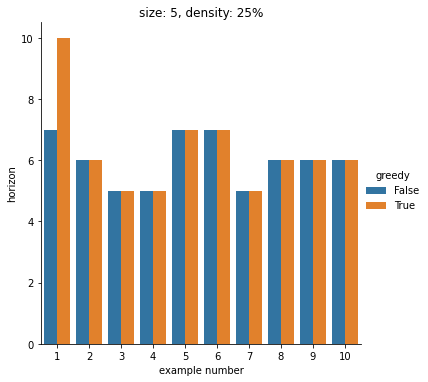 size: 5, density: 25%
10
8
6
4
2
0
horizon
1 2 3 4 5 6 7 8 9 10
example number
greedy
False
True